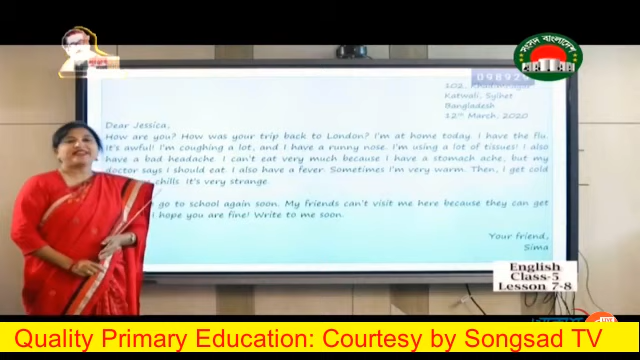 সংসদ বাংলাদেশ
09892
102, Khadimnagar
Katwali, Sylhet
Bangladesh
12th March, 2020
Dear Jessica,
How are you? How was your trip back to London? I'm at home today. I have the flu,
it's awful! I'm coughing a lot, and I have a runny nose. I'm using a lot of tissues! I also
have a bad headache. I can't eat very much because I have a stomach ache, but my
doctor says I should eat. I also have a fever. Sometimes I'm very warm. Then, I get cold
chills. It's very strange
go to school again soon. My friends can't visit me here because they can get
I hope you are fine! Write to me soon.
Your friend,
Sima
English
Class-5
Lesson 7-8
LIVE
Quality Primary Education: Courtesy by Songsad TV